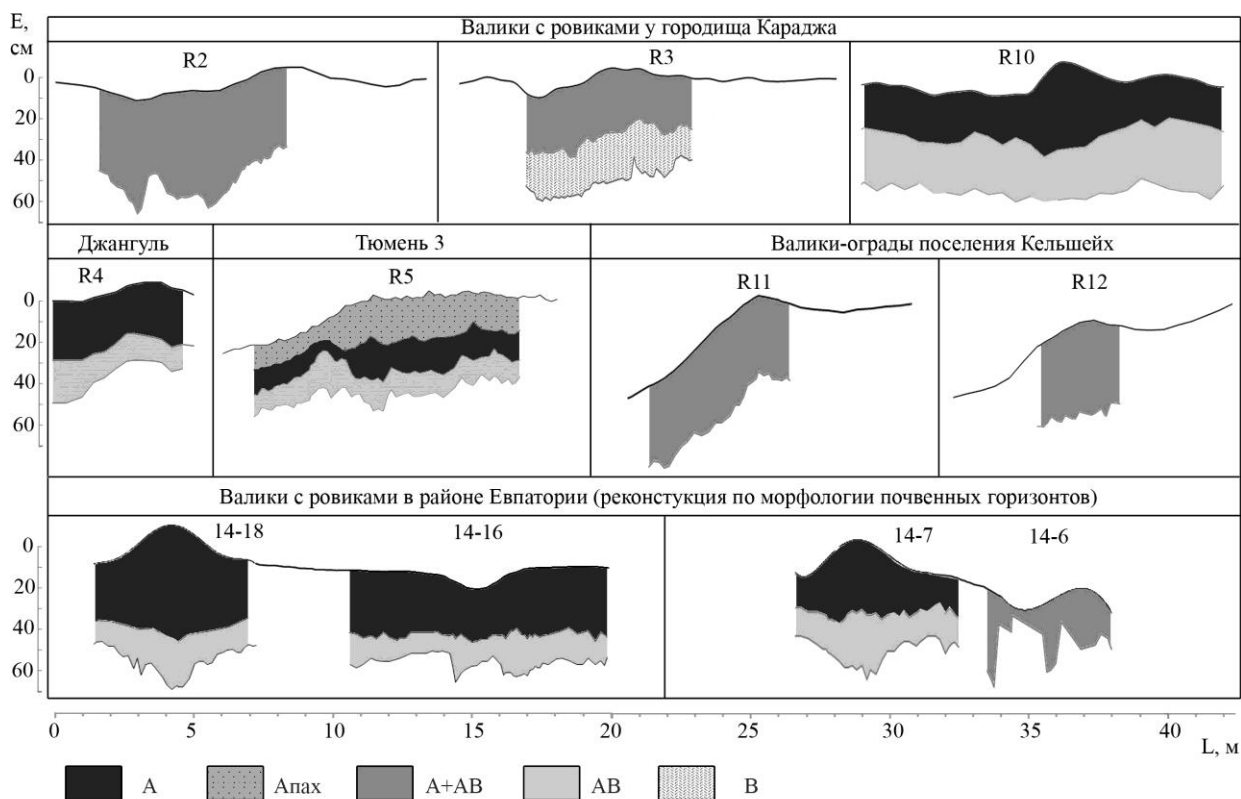 E,
см
Валики с ровиками у городища Караджа
R2
R3
R10
0
20
40
60
Джангуль
Тюмень 3
Валики-ограды поселения Кельшейх
R4
R5
R11
R12
0
20
40
60
Валики с ровиками в районе Евпатории (реконстукция по морфологии почвенных горизонтов)
14-18
14-16
14-7
14-6
0
20
40
60
0 5 10 15 20 25 30 35 40
L, м
А Апах А+АВ АВ В